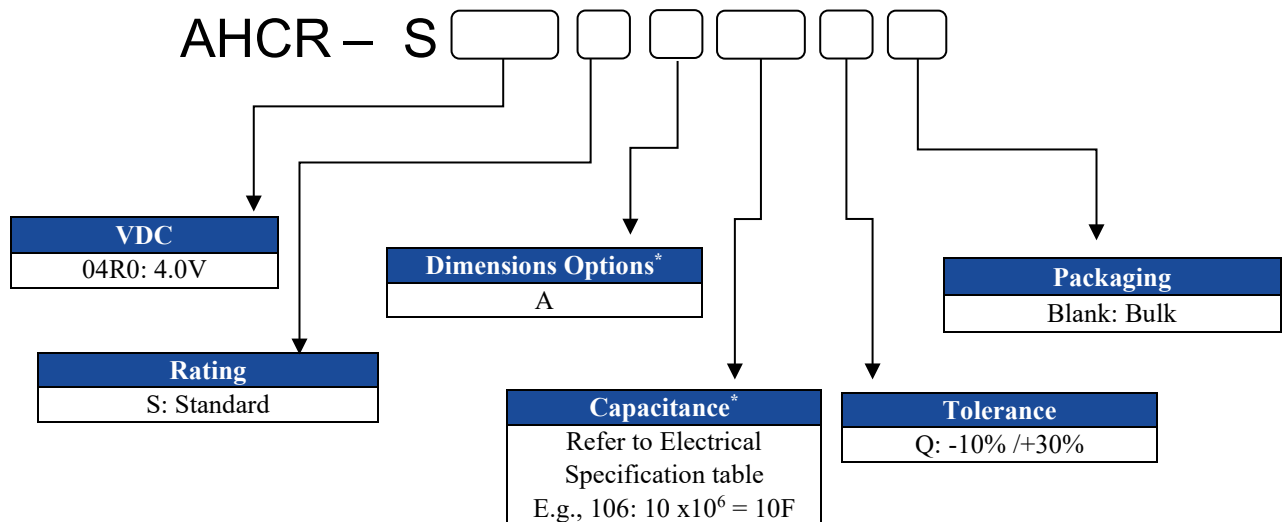 AHCR – S
VDC
04R0: 4.0V
Dimensions Options*
A
Packaging
Blank: Bulk
Rating
S: Standard
Capacitance*
Refer to Electrical
Specification table
E.g., 106: 10 x10⁶ = 10F
Tolerance
Q: -10% /+30%